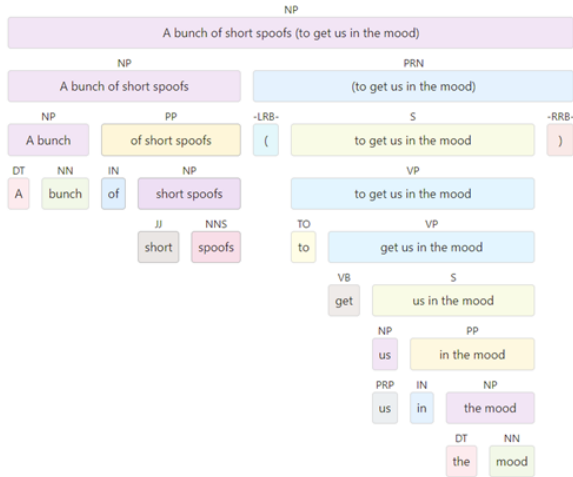 NP
A bunch of short spoofs (to get us in the mood)
NP PRN
A bunch of short spoofs (to get us in the mood)
NP PP -LRB- S -RRB-
A bunch of short spoofs ( to get us in the mood )
DT NN IN NP VP
A bunch of short spoofs to get us in the mood
JJ NNS TO VP
short spoofs to get us in the mood
VB S
get us in the mood
NP PP
us in the mood
PRP IN NP
us in the mood
DT NN
the mood